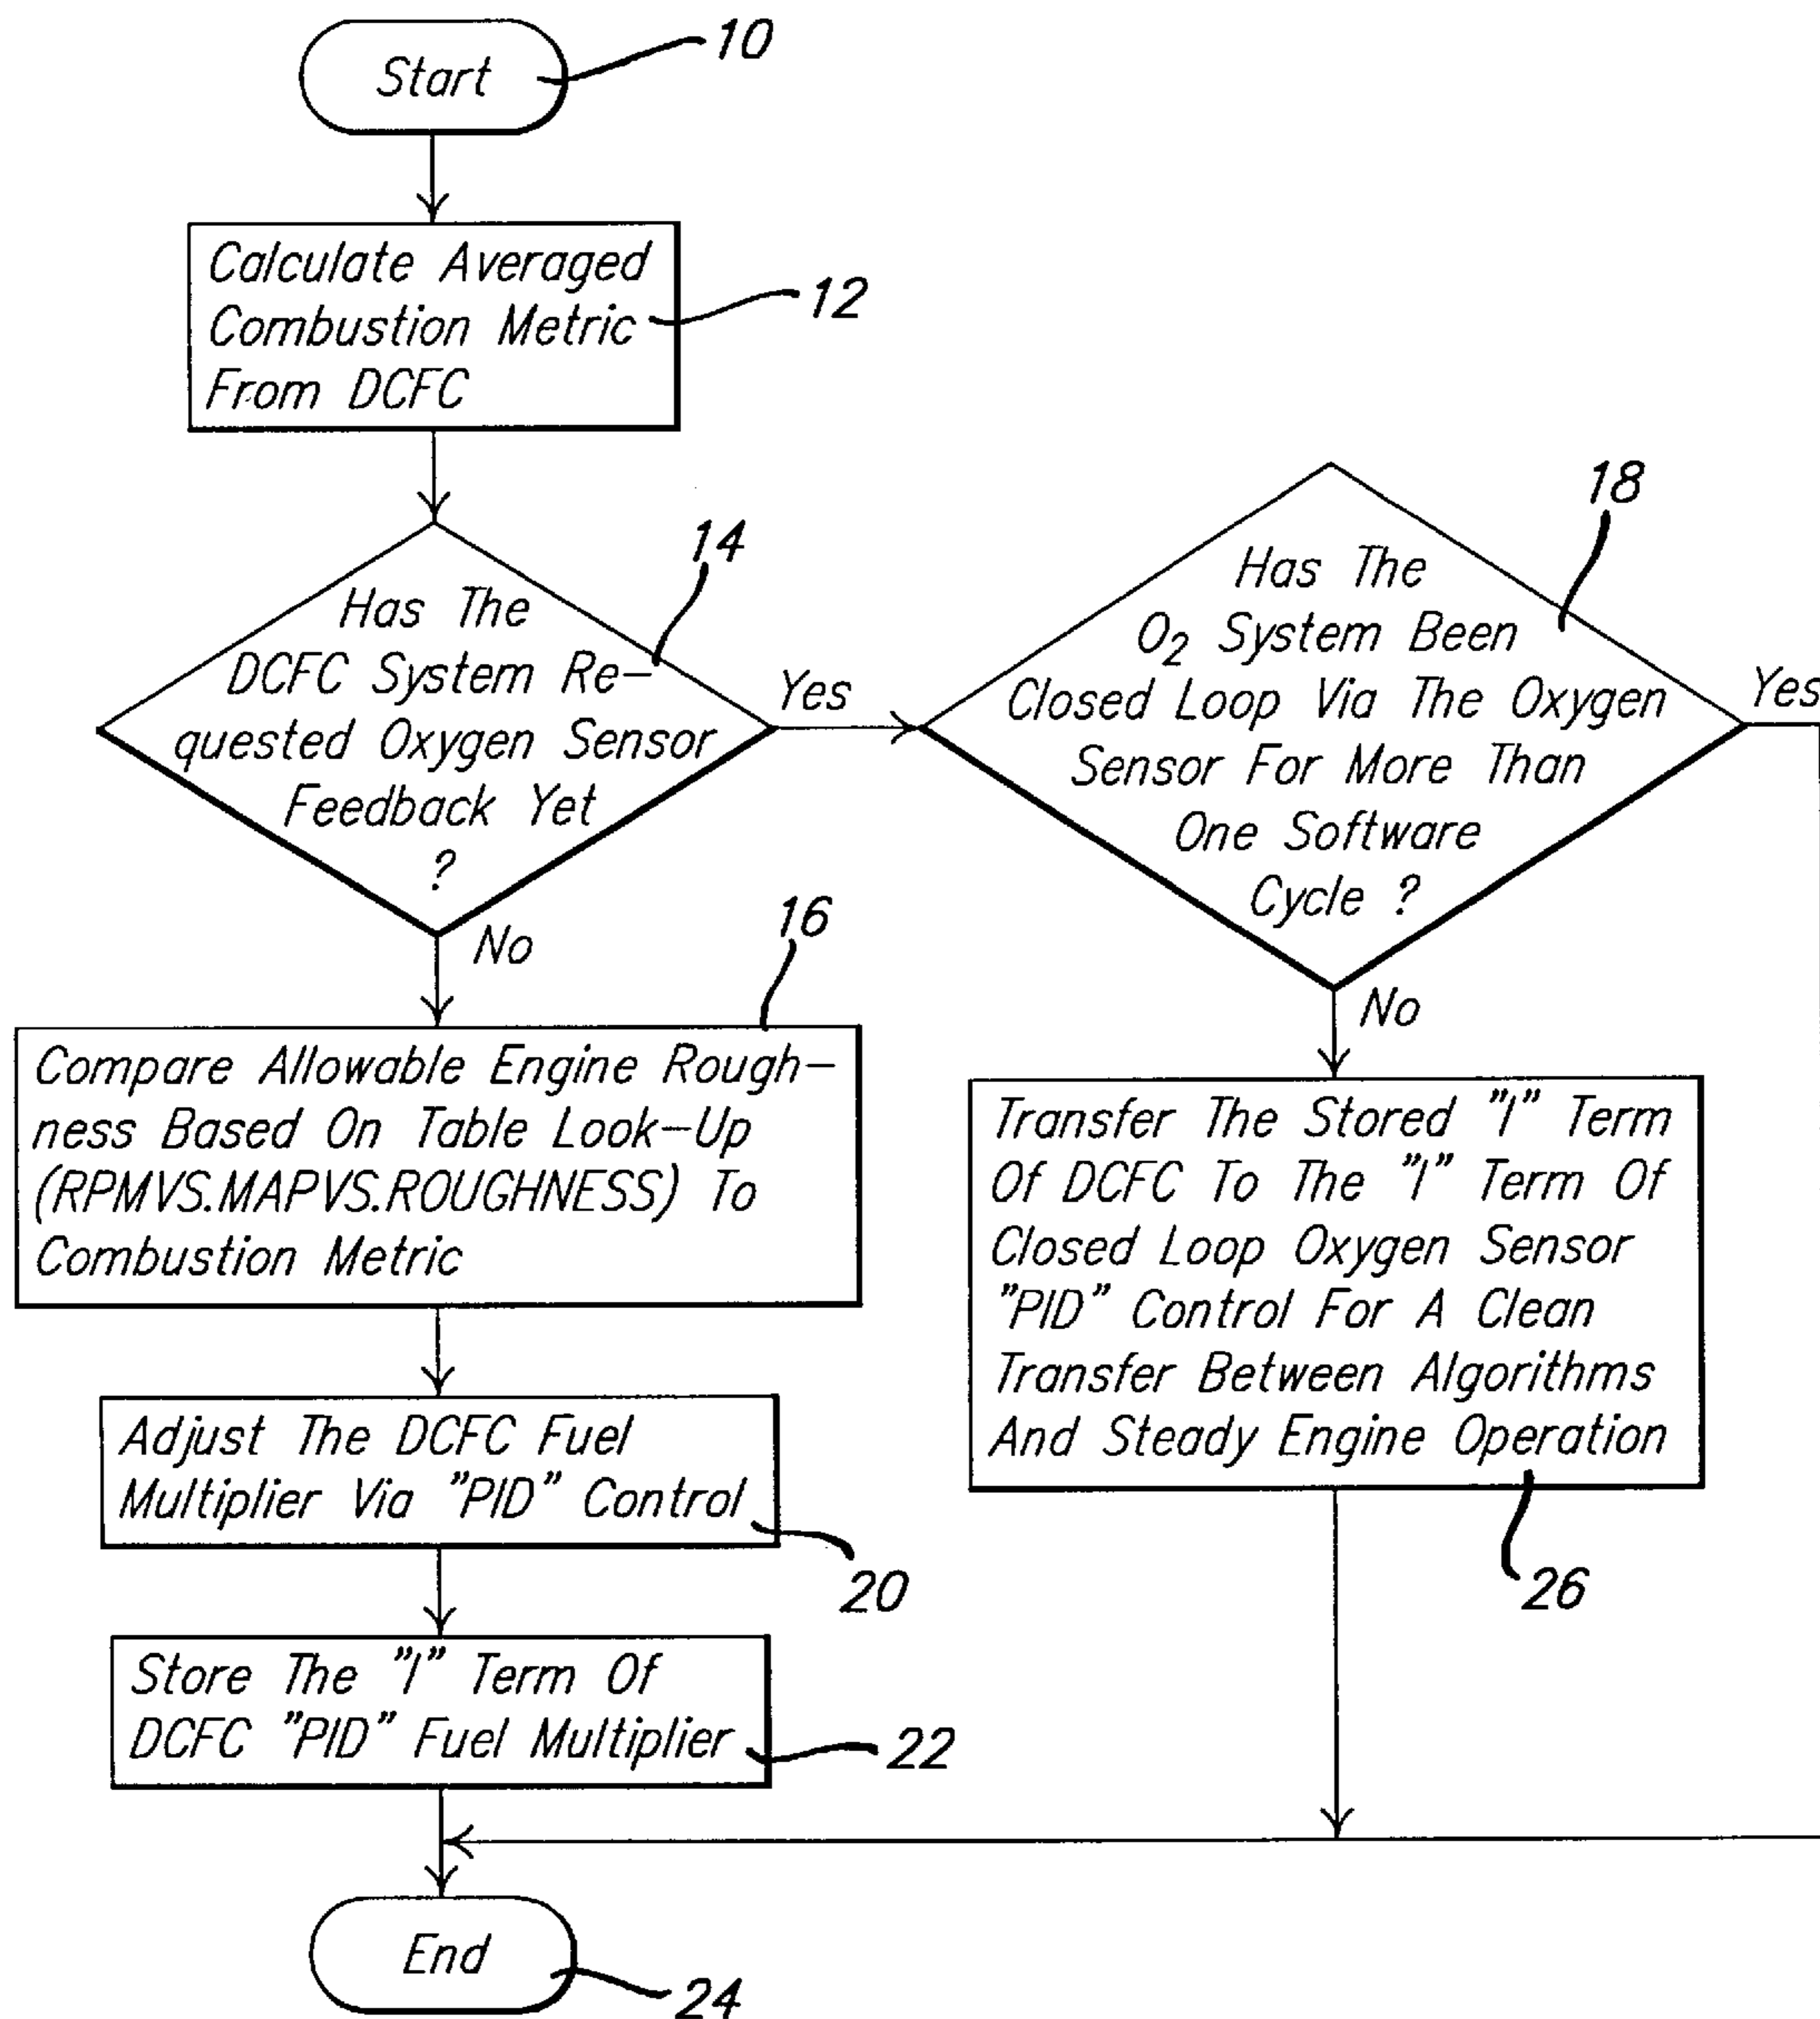 Start
10
Calculate Averaged
Combustion Metric
From DCFC
12
Has The
DCFC System Re-
quested Oxygen Sensor
Feedback Yet
?
14
Yes
No
Has The
O₂ System Been
Closed Loop Via The Oxygen
Sensor For More Than
One Software
Cycle ?
18
Yes
No
Compare Allowable Engine Rough-
ness Based On Table Look-Up
(RPMVS.MAPVS.ROUGHNESS) To
Combustion Metric
16
Transfer The Stored "I" Term
Of DCFC To The "I" Term Of
Closed Loop Oxygen Sensor
"PID" Control For A Clean
Transfer Between Algorithms
And Steady Engine Operation
26
Adjust The DCFC Fuel
Multiplier Via "PID" Control
20
Store The "I" Term Of
DCFC "PID" Fuel Multiplier
22
End
24